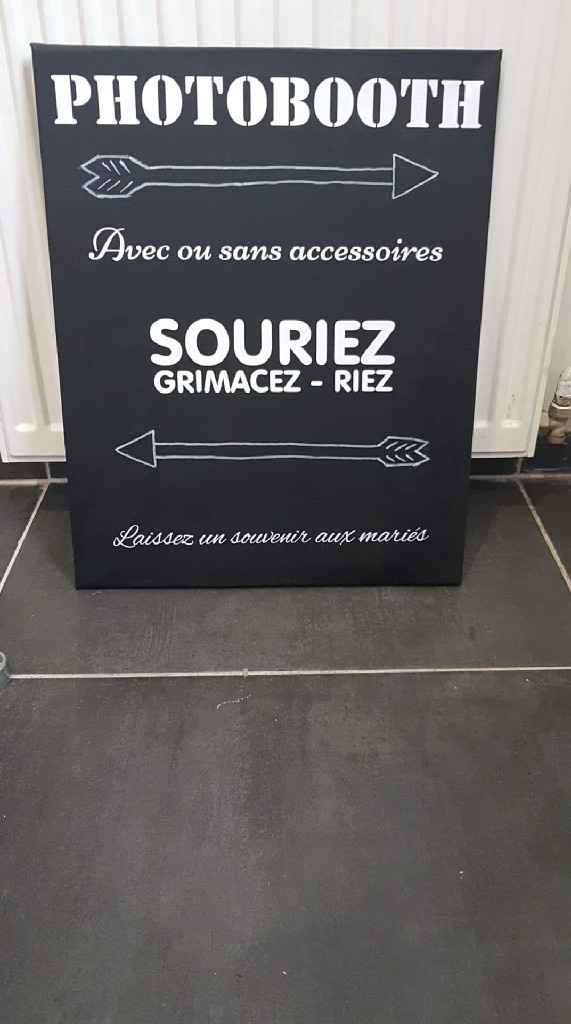 PHOTOBOOTH
Avec ou sans accessoires
SOURIEZ
GRIMACEZ - RIEZ
Laissez un souvenir aux mariés